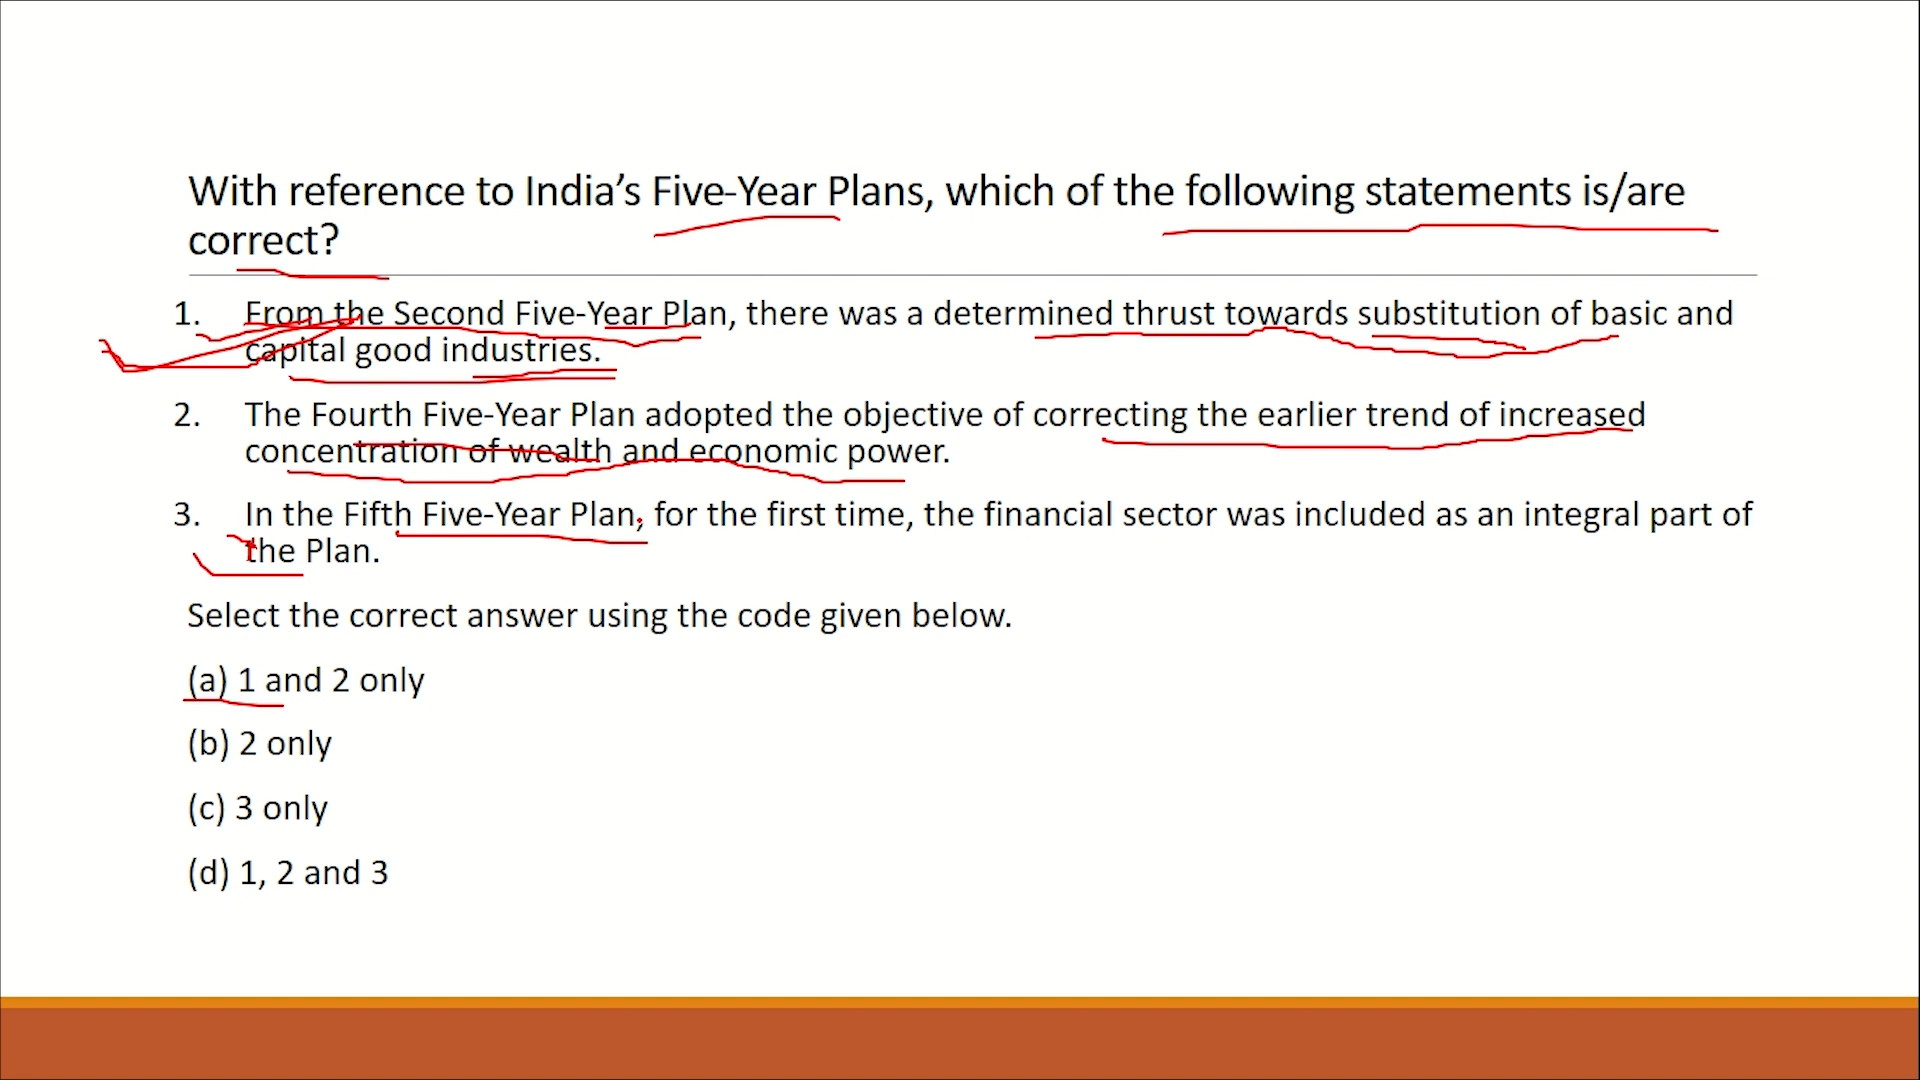 With reference to India’s Five-Year Plans, which of the following statements is/are
correct?
1. From the Second Five-Year Plan, there was a determined thrust towards substitution of basic and
capital good industries.
2. The Fourth Five-Year Plan adopted the objective of correcting the earlier trend of increased
concentration of wealth and economic power.
3. In the Fifth Five-Year Plan, for the first time, the financial sector was included as an integral part of
the Plan.
Select the correct answer using the code given below.
(a) 1 and 2 only
(b) 2 only
(c) 3 only
(d) 1, 2 and 3